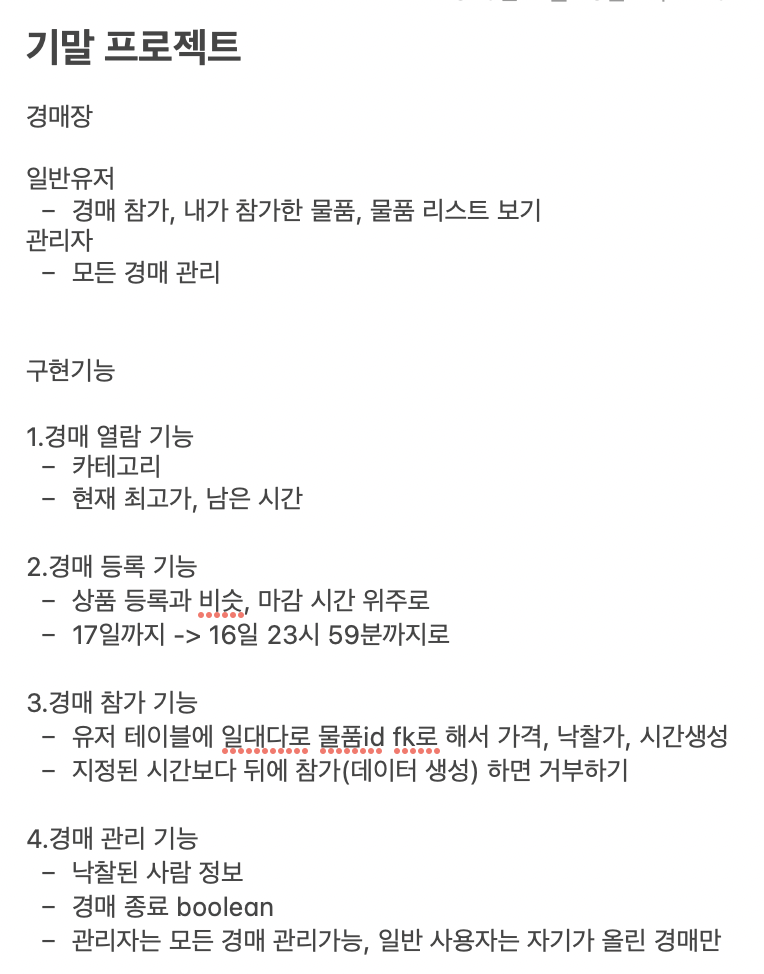 기말 프로젝트
경매장
일반유저
– 경매 참가, 내가 참가한 물품, 물품 리스트 보기
관리자
– 모든 경매 관리
구현기능
1.경매 열람 기능
– 카테고리
– 현재 최고가, 남은 시간
2.경매 등록 기능
– 상품 등록과 비슷, 마감 시간 위주로
– 17일까지 -> 16일 23시 59분까지로
3.경매 참가 기능
– 유저 테이블에 일대다로 물품id fk로 해서 가격, 낙찰가, 시간생성
– 지정된 시간보다 뒤에 참가(데이터 생성) 하면 거부하기
4.경매 관리 기능
– 낙찰된 사람 정보
– 경매 종료 boolean
– 관리자는 모든 경매 관리가능, 일반 사용자는 자기가 올린 경매만